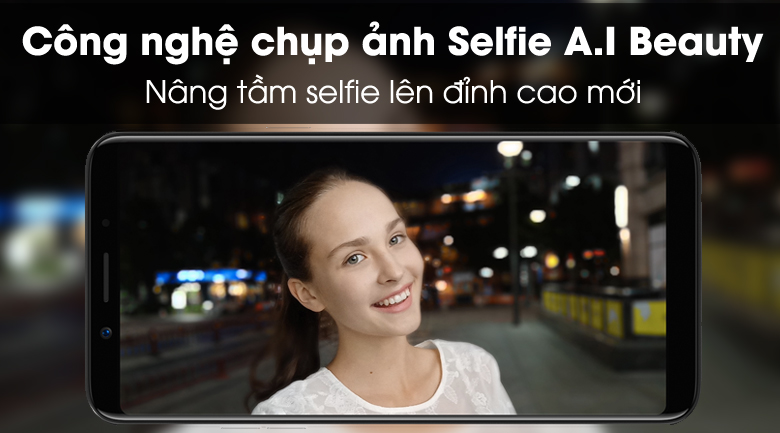 Công nghệ chụp ảnh Selfie A.I Beauty
Nâng tầm selfie lên đỉnh cao mới